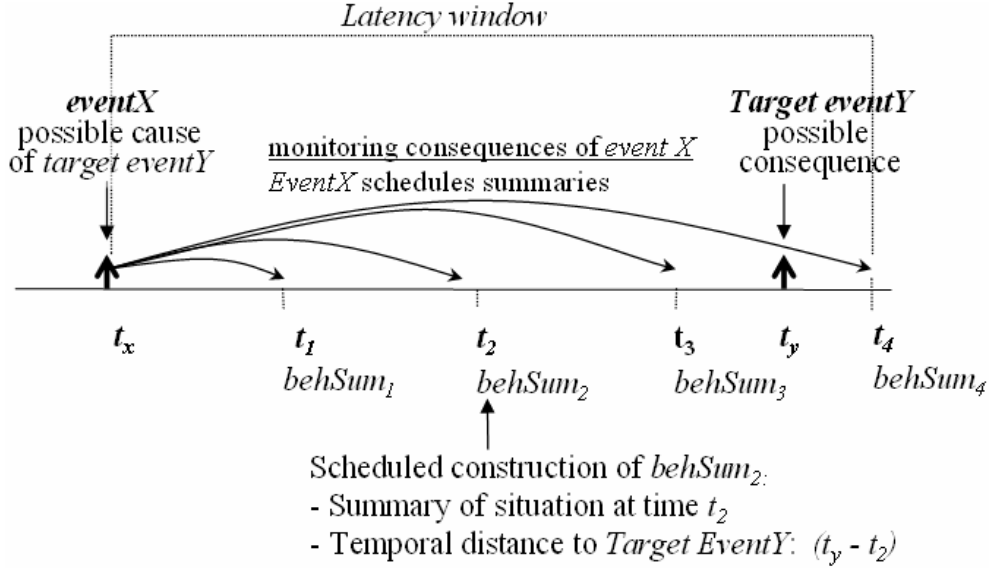 Latency window
eventX
possible cause
of target eventY
Target eventY
possible
consequence
monitoring consequences of event X
EventX schedules summaries
tx t1 t2 t3 ty t4
behSum1 behSum2 behSum3 behSum4
Scheduled construction of behSum2:
- Summary of situation at time t2
- Temporal distance to Target EventY: (ty - t2)